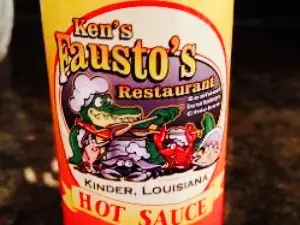 Ken's
Fausto's
Restaurant
KINDER, LOUISIANA
HOT SAUCE